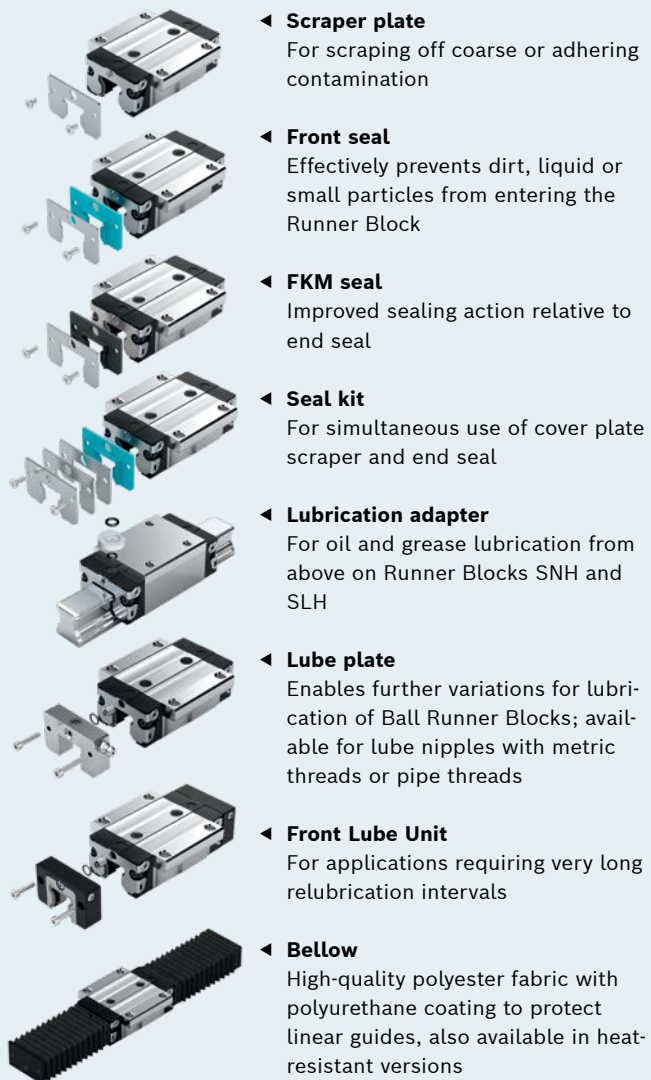 ◄ Scraper plate
For scraping off coarse or adhering
contamination
◄ Front seal
Effectively prevents dirt, liquid or
small particles from entering the
Runner Block
◄ FKM seal
Improved sealing action relative to
end seal
◄ Seal kit
For simultaneous use of cover plate
scraper and end seal
◄ Lubrication adapter
For oil and grease lubrication from
above on Runner Blocks SNH and
SLH
◄ Lube plate
Enables further variations for lubri-
cation of Ball Runner Blocks; avail-
able for lube nipples with metric
threads or pipe threads
◄ Front Lube Unit
For applications requiring very long
relubrication intervals
◄ Bellow
High-quality polyester fabric with
polyurethane coating to protect
linear guides, also available in heat-
resistant versions